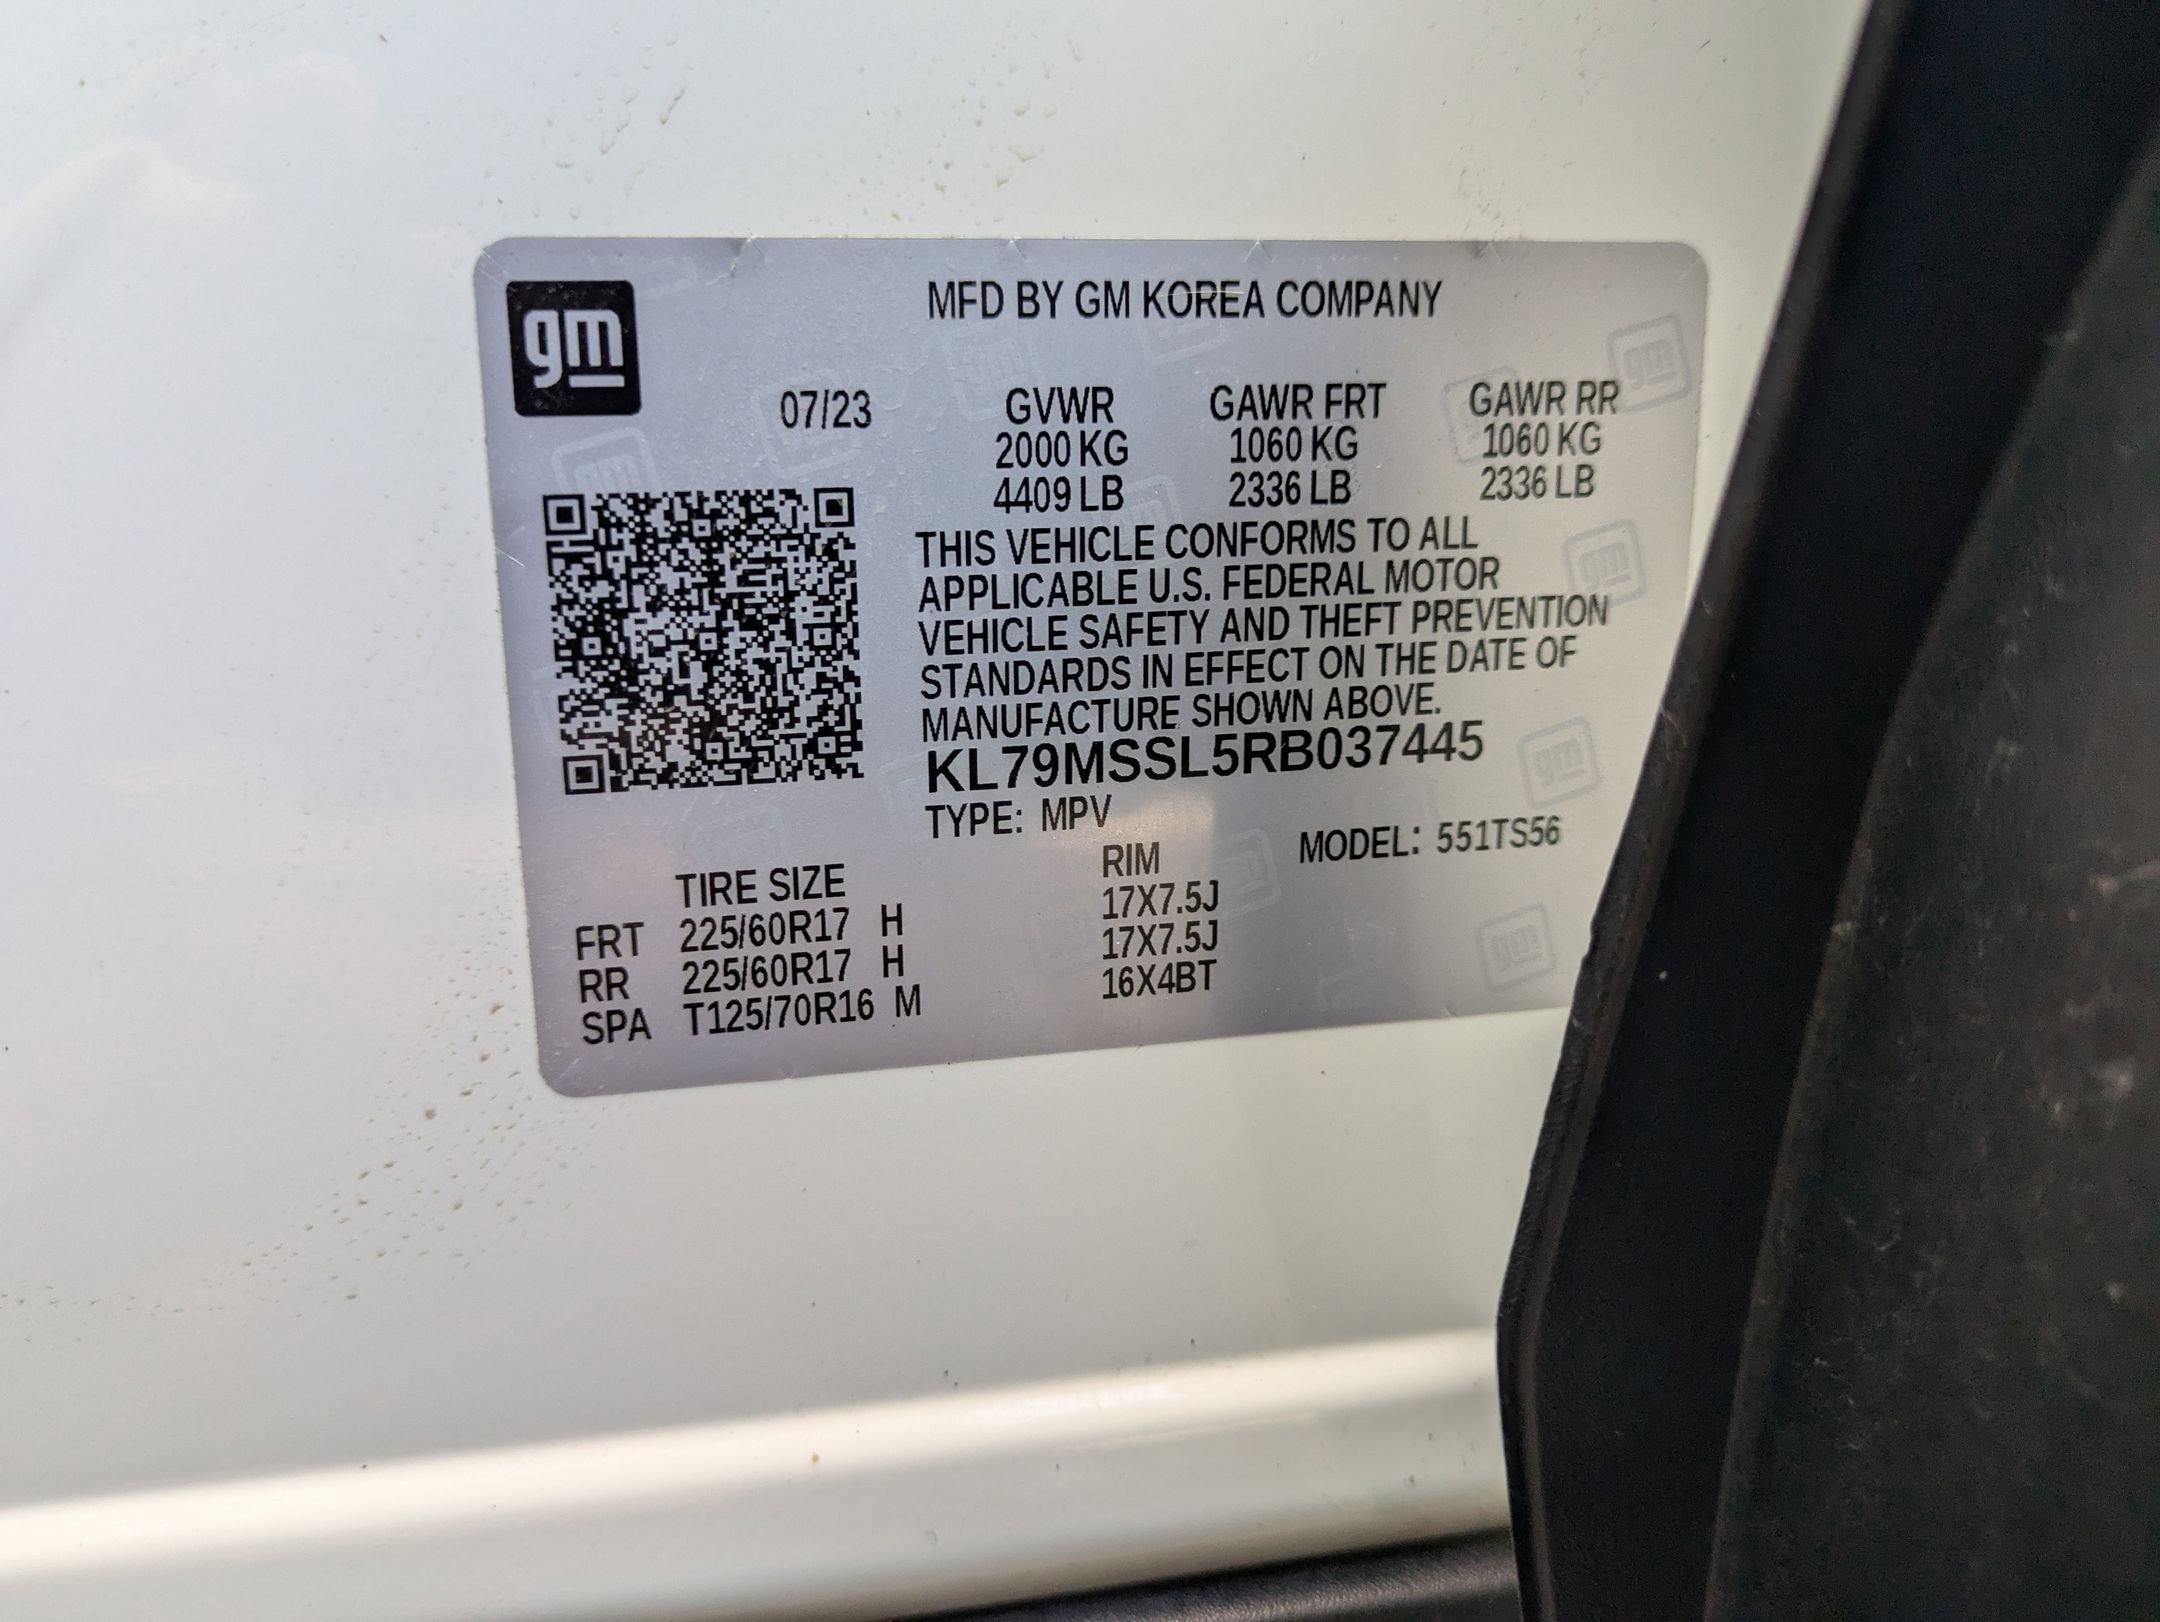 gm
MFD BY GM KOREA COMPANY
07/23 GVWR GAWR FRT GAWR RR
2000 KG 1060 KG 1060 KG
4409 LB 2336 LB 2336 LB
THIS VEHICLE CONFORMS TO ALL
APPLICABLE U.S. FEDERAL MOTOR
VEHICLE SAFETY AND THEFT PREVENTION
STANDARDS IN EFFECT ON THE DATE OF
MANUFACTURE SHOWN ABOVE.
KL79MSSL5RB037445
TYPE: MPV MODEL: 551TS56
TIRE SIZE RIM
FRT 225/60R17 H 17X7.5J
RR 225/60R17 H 17X7.5J
SPA T125/70R16 M 16X4BT